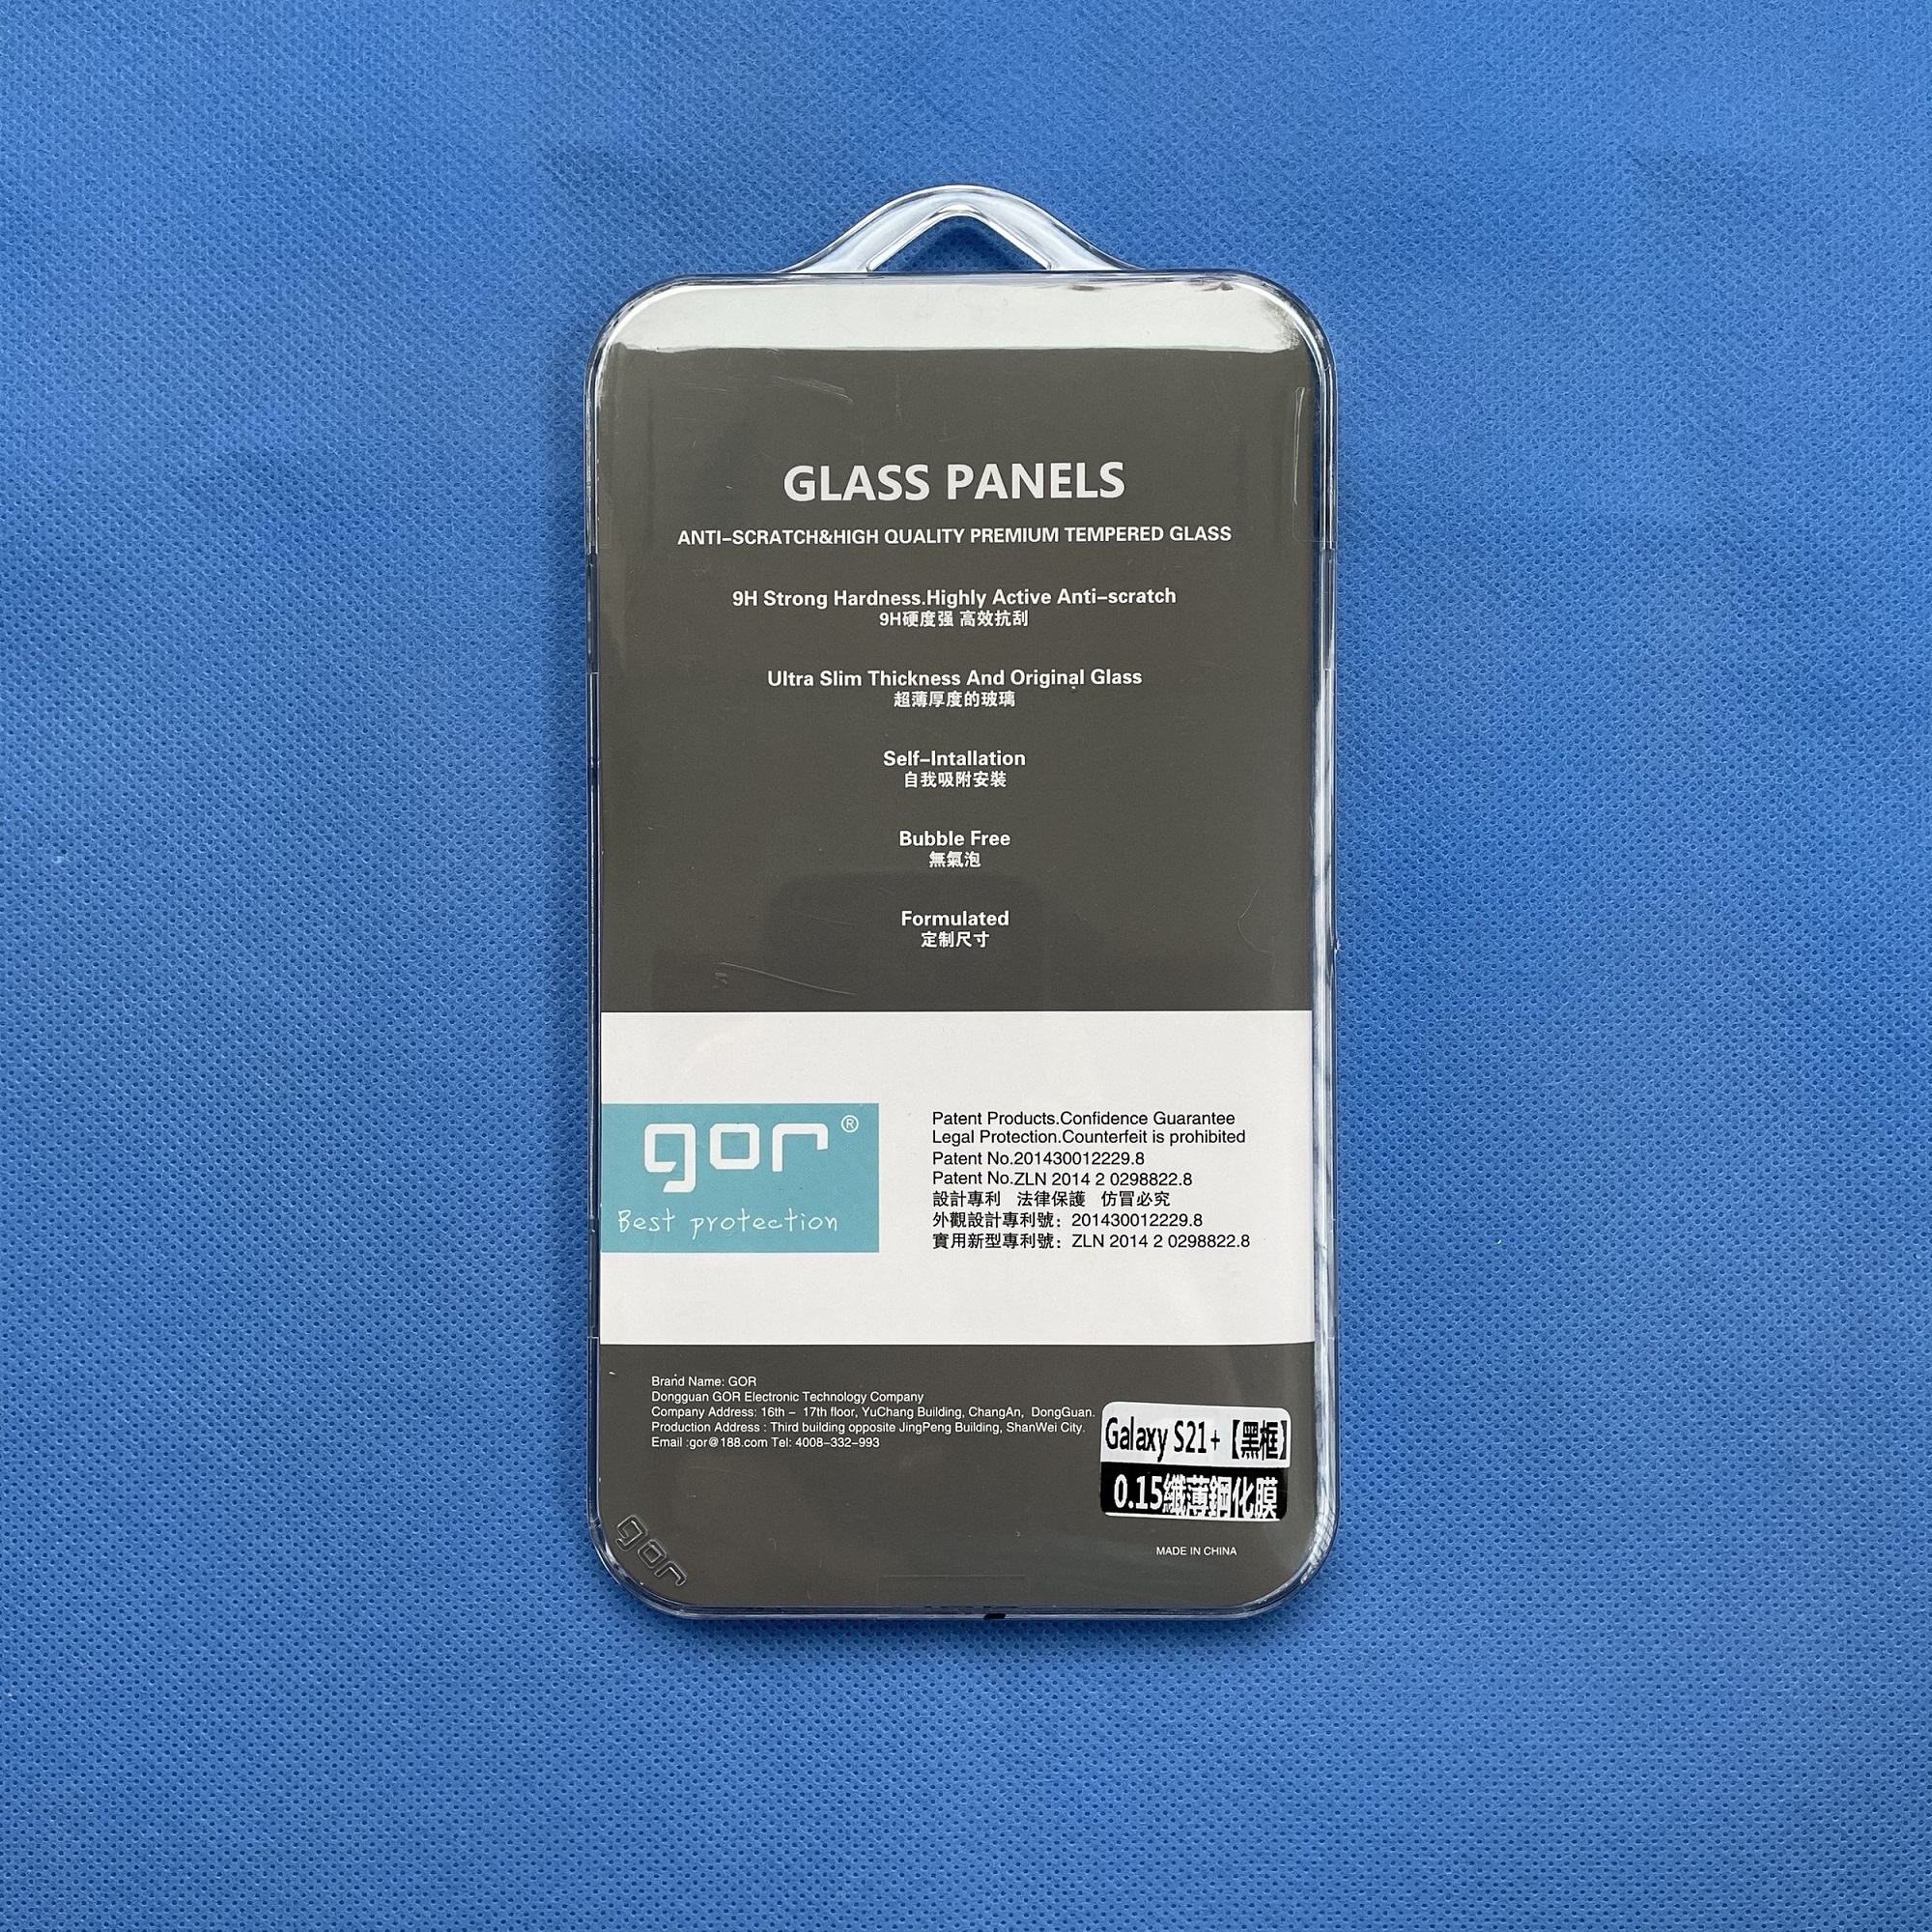 GLASS PANELS
ANTI-SCRATCH&HIGH QUALITY PREMIUM TEMPERED GLASS
9H Strong Hardness.Highly Active Anti-scratch
9H硬度强 高效抗刮
Ultra Slim Thickness And Original Glass
超薄厚度的玻璃
Self-Intallation
自我吸附安裝
Bubble Free
無氣泡
Formulated
定制尺寸
gor®
Best protection
Patent Products.Confidence Guarantee
Legal Protection.Counterfeit is prohibited
Patent No.201430012229.8
Patent No.ZLN 2014 2 0298822.8
設計專利 法律保護 仿冒必究
外觀設計專利號：201430012229.8
實用新型專利號：ZLN 2014 2 0298822.8
Brand Name: GOR
Dongguan GOR Electronic Technology Company
Company Address: 16th - 17th floor, YuChang Building, ChangAn, DongGuan.
Production Address : Third building opposite JingPeng Building, ShanWei City.
Email :gor@188.com Tel: 4008-332-993
Galaxy S21+【黑框】
0.15纖薄鋼化膜
gor
MADE IN CHINA